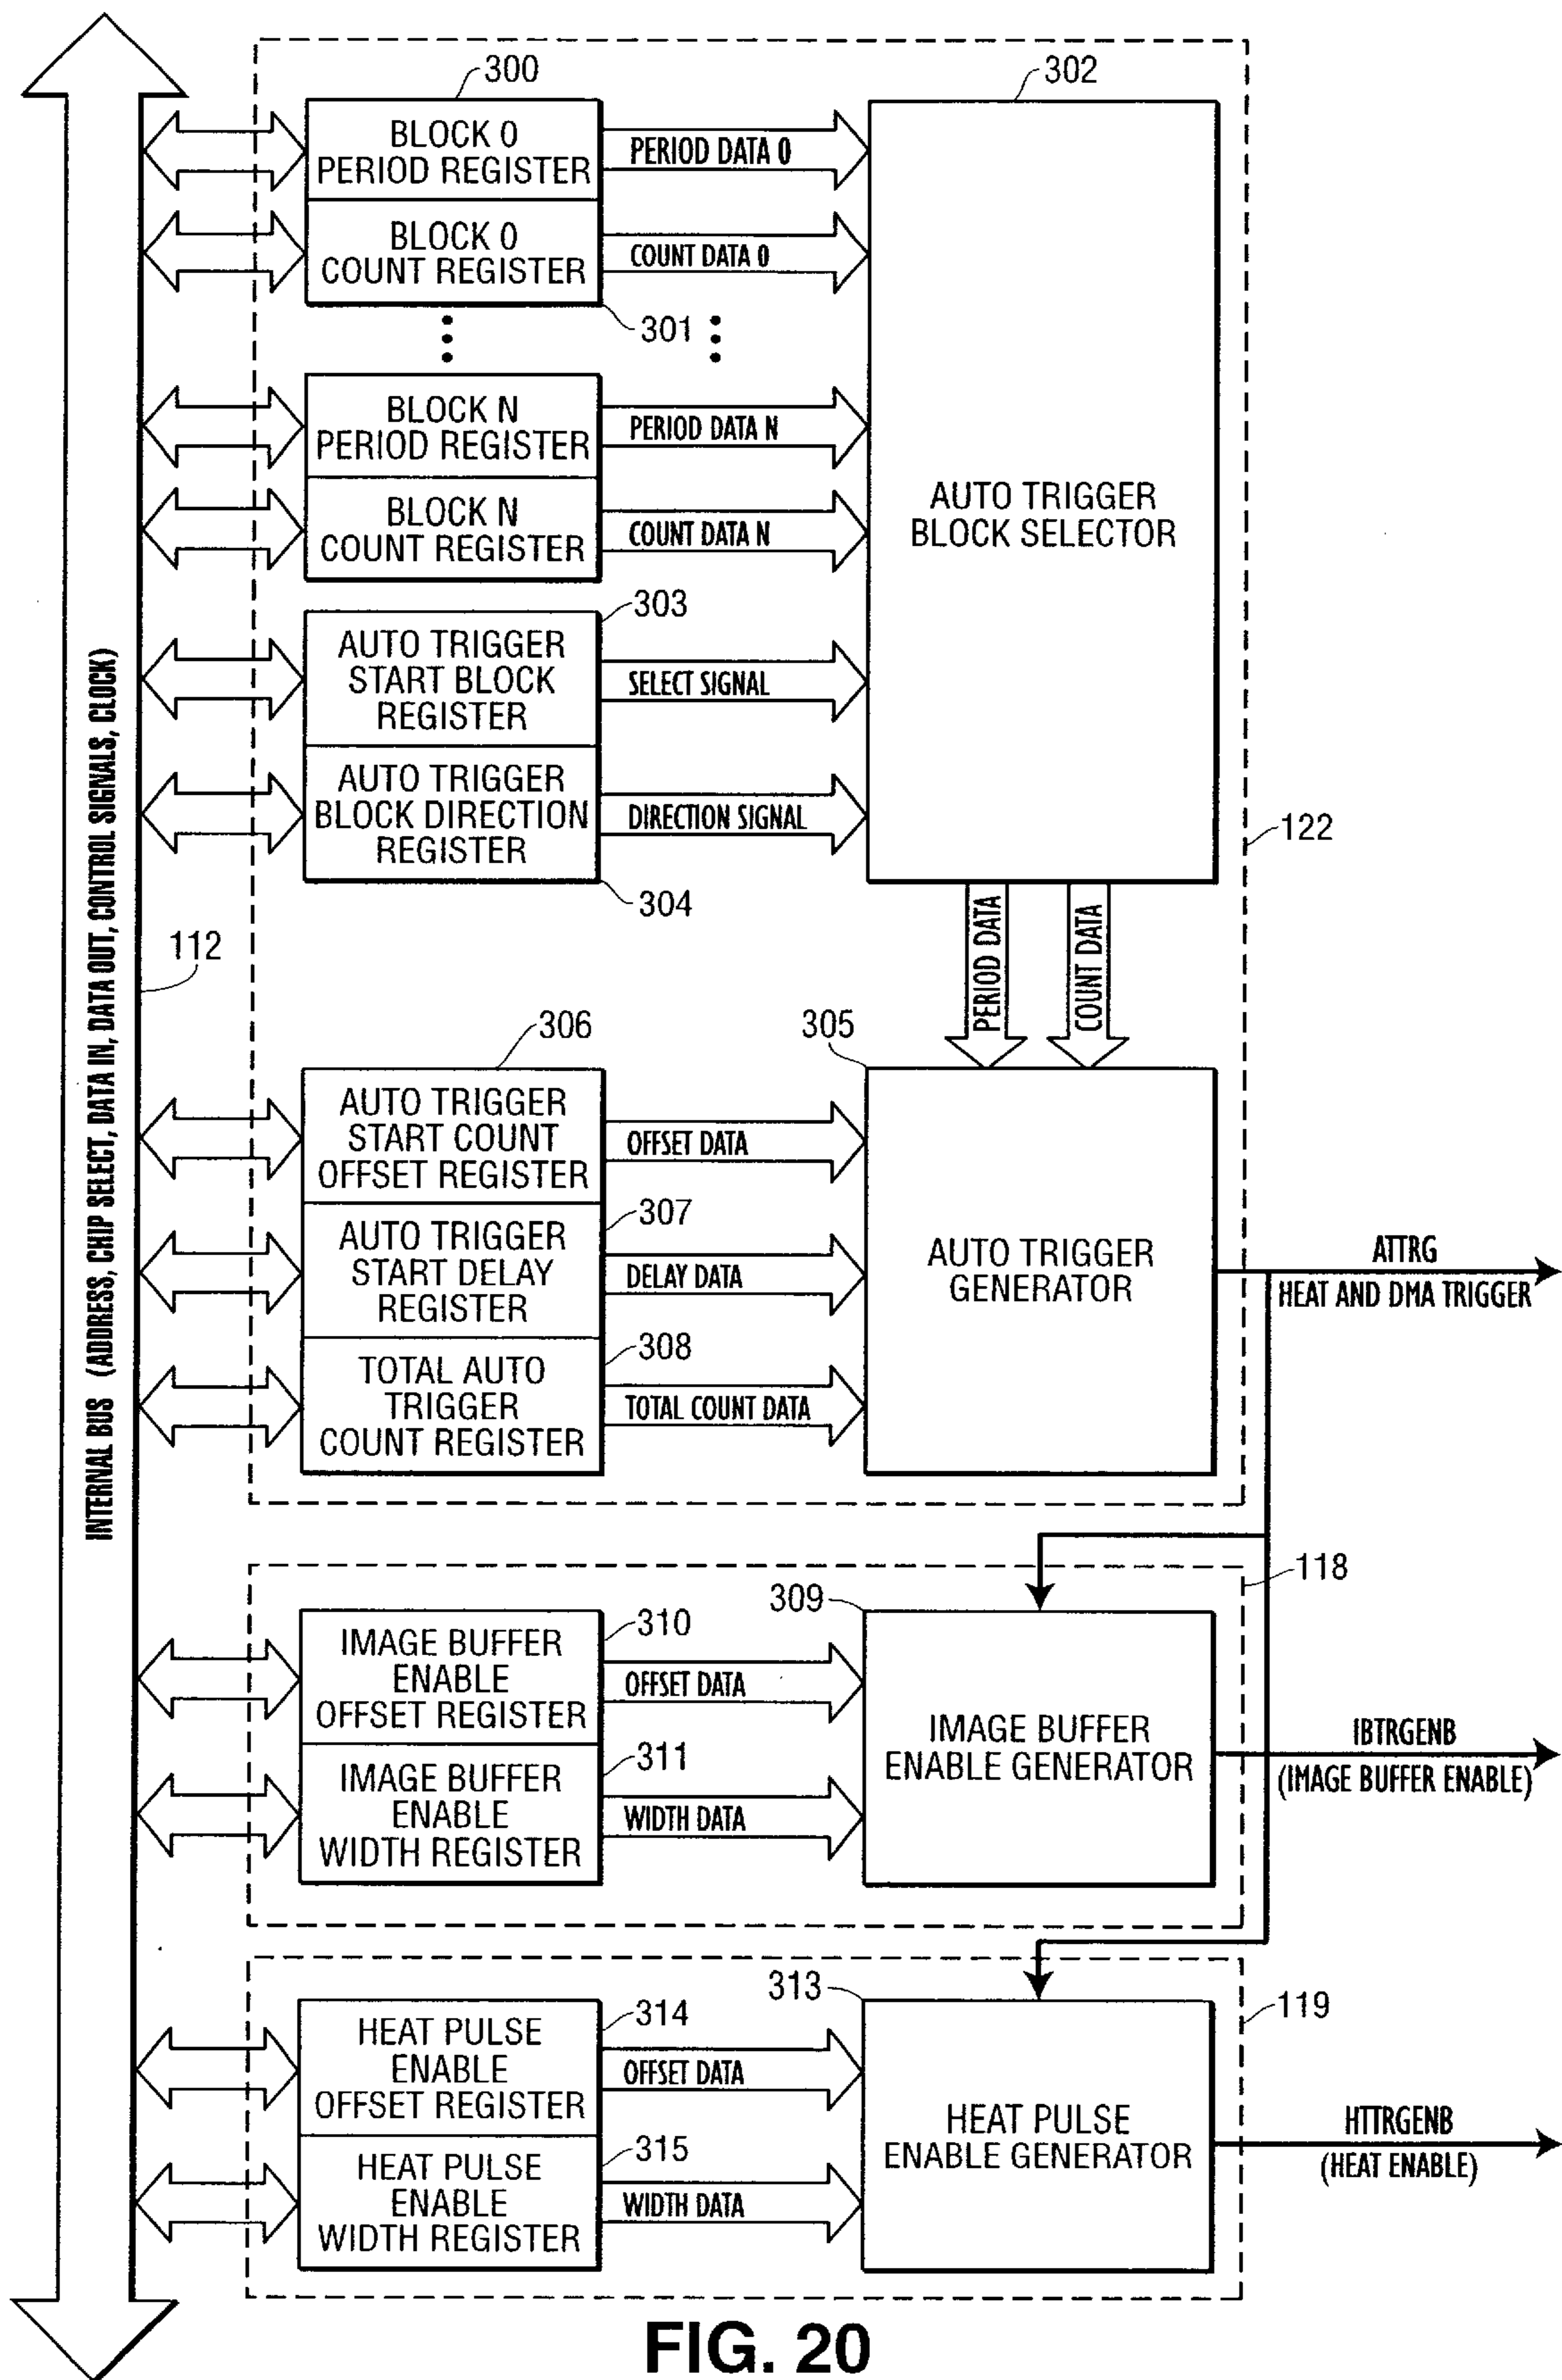 300
302
BLOCK 0
PERIOD REGISTER
PERIOD DATA 0
BLOCK 0
COUNT REGISTER
COUNT DATA 0
301
BLOCK N
PERIOD REGISTER
PERIOD DATA N
BLOCK N
COUNT REGISTER
COUNT DATA N
AUTO TRIGGER
BLOCK SELECTOR
303
AUTO TRIGGER
START BLOCK
REGISTER
SELECT SIGNAL
AUTO TRIGGER
BLOCK DIRECTION
REGISTER
DIRECTION SIGNAL
304
122
INTERNAL BUS (ADDRESS, CHIP SELECT, DATA IN, DATA OUT, CONTROL SIGNALS, CLOCK)
112
PERIOD DATA
COUNT DATA
306
305
AUTO TRIGGER
START COUNT
OFFSET REGISTER
OFFSET DATA
307
AUTO TRIGGER
START DELAY
REGISTER
DELAY DATA
308
TOTAL AUTO
TRIGGER
COUNT REGISTER
TOTAL COUNT DATA
AUTO TRIGGER
GENERATOR
ATTRG
HEAT AND DMA TRIGGER
118
309
310
IMAGE BUFFER
ENABLE
OFFSET REGISTER
OFFSET DATA
311
IMAGE BUFFER
ENABLE
WIDTH REGISTER
WIDTH DATA
IMAGE BUFFER
ENABLE GENERATOR
IBTRGENB
(IMAGE BUFFER ENABLE)
313
119
314
HEAT PULSE
ENABLE
OFFSET REGISTER
OFFSET DATA
315
HEAT PULSE
ENABLE
WIDTH REGISTER
WIDTH DATA
HEAT PULSE
ENABLE GENERATOR
HTTRGENB
(HEAT ENABLE)
FIG. 20